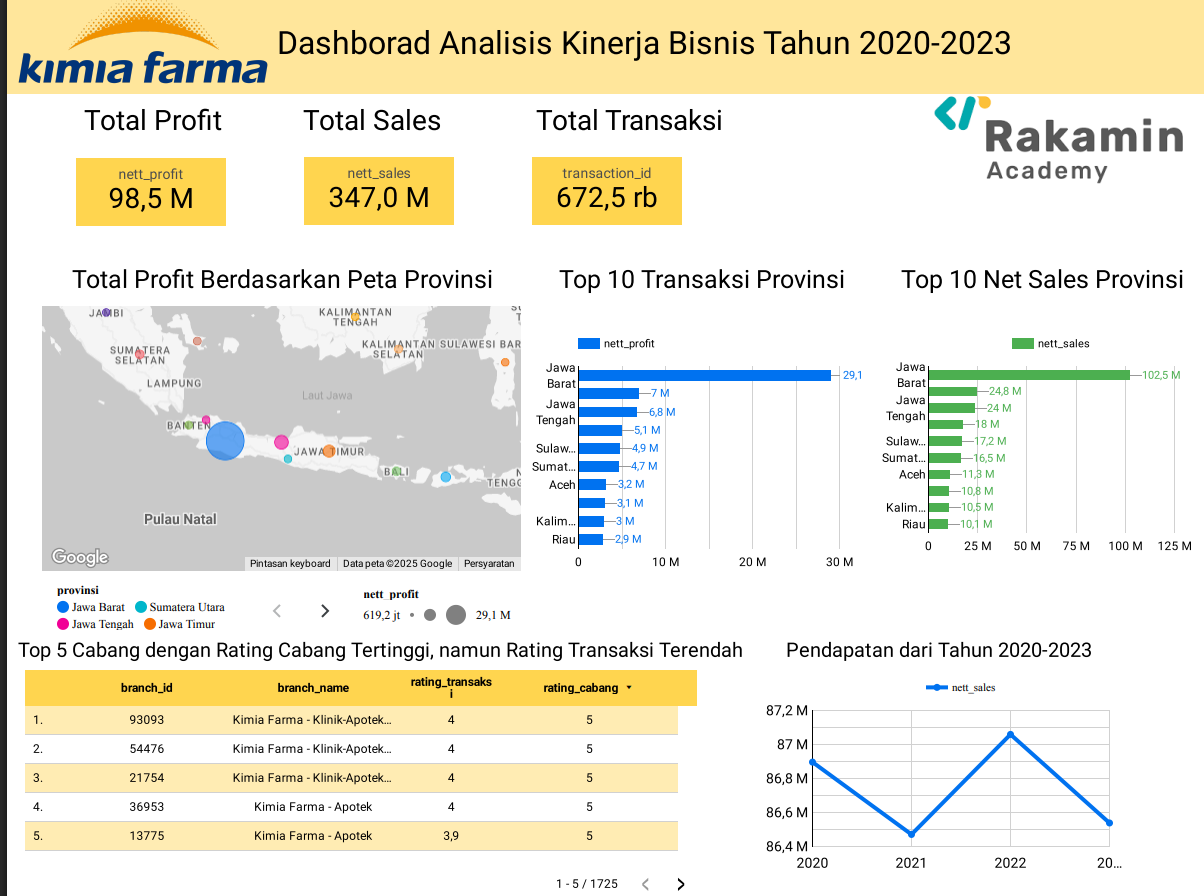 kimia farma
Dashborad Analisis Kinerja Bisnis Tahun 2020-2023
Total Profit
Total Sales
Total Transaksi
nett_profit
98,5 M
nett_sales
347,0 M
transaction_id
672,5 rb
Rakamin
Academy
Total Profit Berdasarkan Peta Provinsi
JAMBI
SUMATERA
SELATAN
LAMPUNG
BANTEN
KALIMANTAN
TENGAH
KALIMANTAN
SELATAN
SULAWESI BAR
Laut Jawa
JAWA TIMUR
BALI
TENGG
Pulau Natal
Google
Pintasan keyboard
Data peta ©2025 Google
Persyaratan
provinsi
Jawa Barat
Sumatera Utara
Jawa Tengah
Jawa Timur
nett_profit
619,2 jt
29,1 M
Top 10 Transaksi Provinsi
nett_profit
Jawa
Barat
29,1
7 M
Jawa
Tengah
6,8 M
5,1 M
Sulaw...
4,9 M
Sumat...
4,7 M
Aceh
3,2 M
3,1 M
Kalim...
3 M
Riau
2,9 M
0
10 M
20 M
30 M
Top 10 Net Sales Provinsi
nett_sales
Jawa
Barat
102,5 M
24,8 M
Jawa
Tengah
24 M
18 M
Sulaw...
17,2 M
Sumat...
16,5 M
Aceh
11,3 M
10,8 M
Kalim...
10,5 M
Riau
10,1 M
0
25 M
50 M
75 M
100 M
125 M
Top 5 Cabang dengan Rating Cabang Tertinggi, namun Rating Transaksi Terendah
branch_id branch_name rating_transaks
i
rating_cabang
1. 93093 Kimia Farma - Klinik-Apotek... 4 5
2. 54476 Kimia Farma - Klinik-Apotek... 4 5
3. 21754 Kimia Farma - Klinik-Apotek... 4 5
4. 36953 Kimia Farma - Apotek 4 5
5. 13775 Kimia Farma - Apotek 3,9 5
1 - 5 / 1725
Pendapatan dari Tahun 2020-2023
nett_sales
87,2 M
87 M
86,8 M
86,6 M
86,4 M
2020
2021
2022
20...